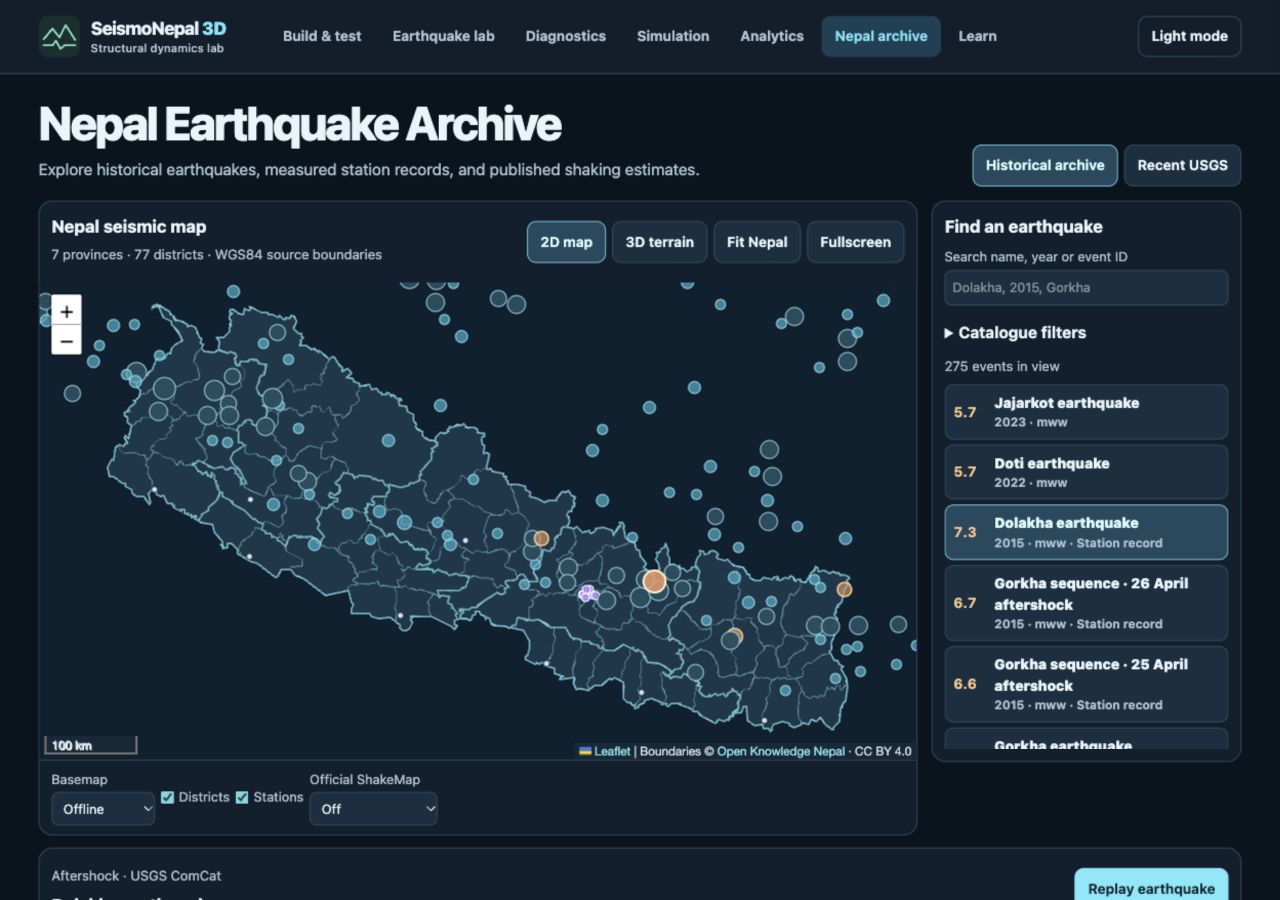 SeismoNepal 3D
Structural dynamics lab
Build & test
Earthquake lab
Diagnostics
Simulation
Analytics
Nepal archive
Learn
Light mode
Nepal Earthquake Archive
Explore historical earthquakes, measured station records, and published shaking estimates.
Historical archive
Recent USGS
Nepal seismic map
7 provinces · 77 districts · WGS84 source boundaries
2D map
3D terrain
Fit Nepal
Fullscreen
+
−
100 km
Leaflet | Boundaries © Open Knowledge Nepal · CC BY 4.0
Basemap
Offline
Districts
Stations
Official ShakeMap
Off
Find an earthquake
Search name, year or event ID
Dolakha, 2015, Gorkha
Catalogue filters
275 events in view
5.7
Jajarkot earthquake
2023 · mww
5.7
Doti earthquake
2022 · mww
7.3
Dolakha earthquake
2015 · mww · Station record
6.7
Gorkha sequence · 26 April
aftershock
2015 · mww · Station record
6.6
Gorkha sequence · 25 April
aftershock
2015 · mww · Station record
Gorkha earthquake
Aftershock · USGS ComCat
Replay earthquake